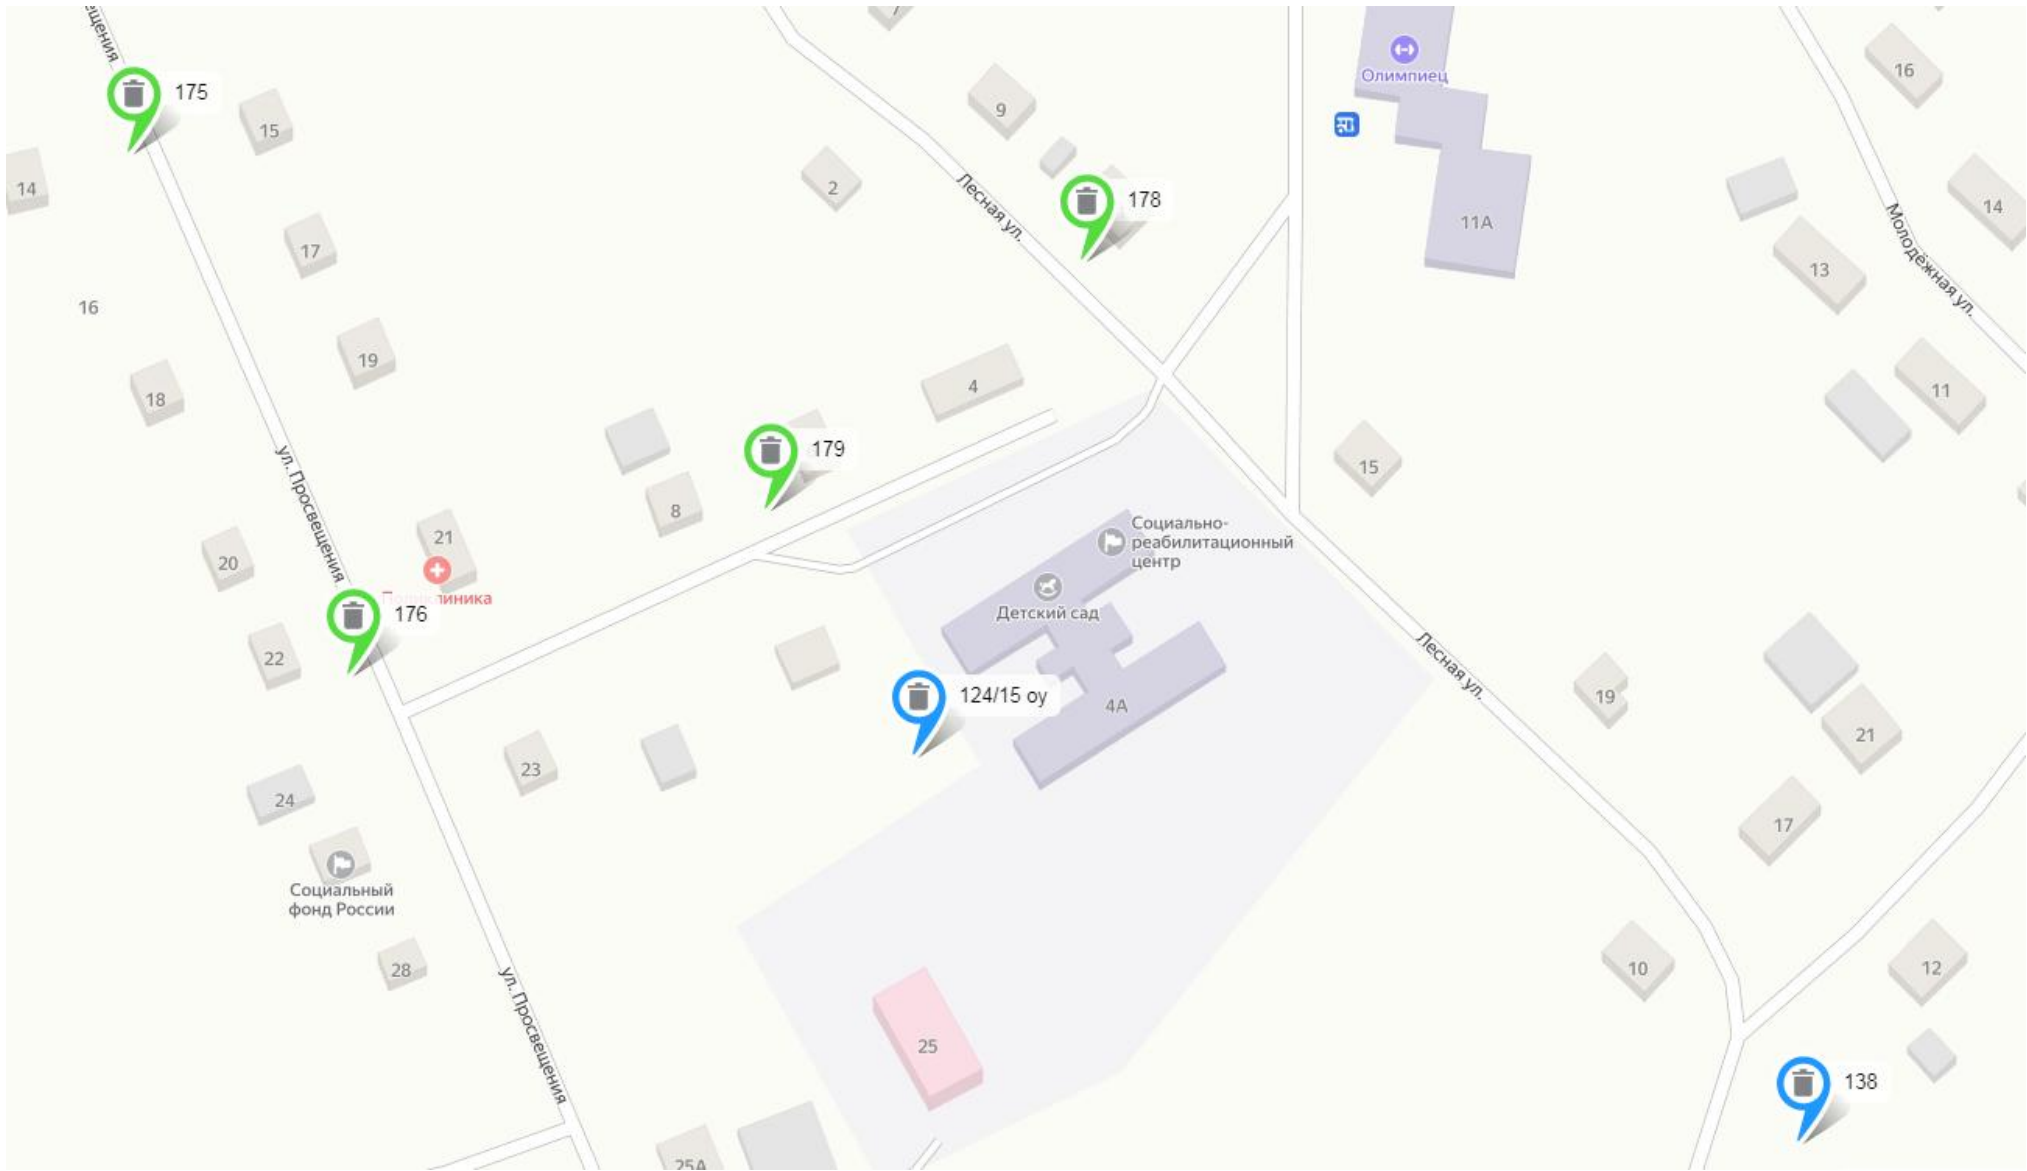 7
Олимпиец
16
175
15
9
14
2
178
Лесная ул.
11А
14
Молодёжная ул.
17
13
16
19
18
4
11
179
8
15
ул. Просвещения
21
Социально-
реабилитационный
центр
20
Детский сад
176
22
124/15 оу
4А
Лесная ул.
19
21
23
24
17
Социальный
фонд России
28
10
12
ул. Просвещения
25
138
25А